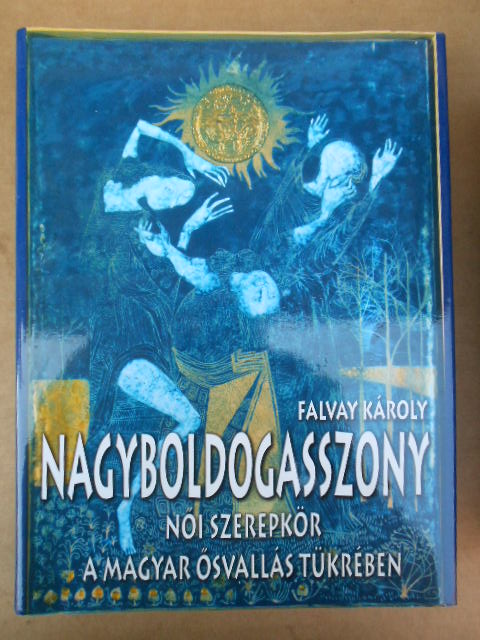 FALVAY KÁROLY
NAGYBOLDOGASSZONY
NŐI SZEREPKÖR
A MAGYAR ŐSVALLÁS TÜKRÉBEN